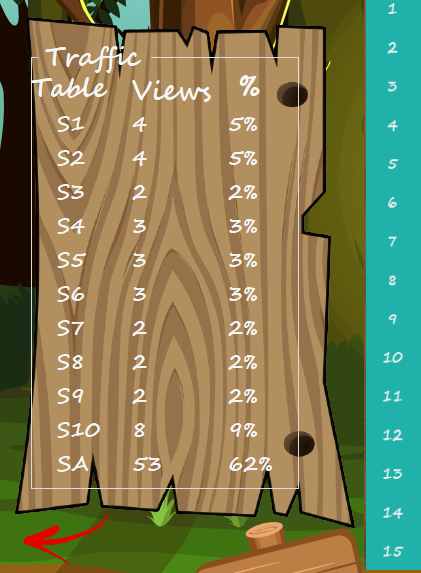 Traffic
Table Views %
S1 4 5%
S2 4 5%
S3 2 2%
S4 3 3%
S5 3 3%
S6 3 3%
S7 2 2%
S8 2 2%
S9 2 2%
S10 8 9%
SA 53 62%
1
2
3
4
5
6
7
8
9
10
11
12
13
14
15